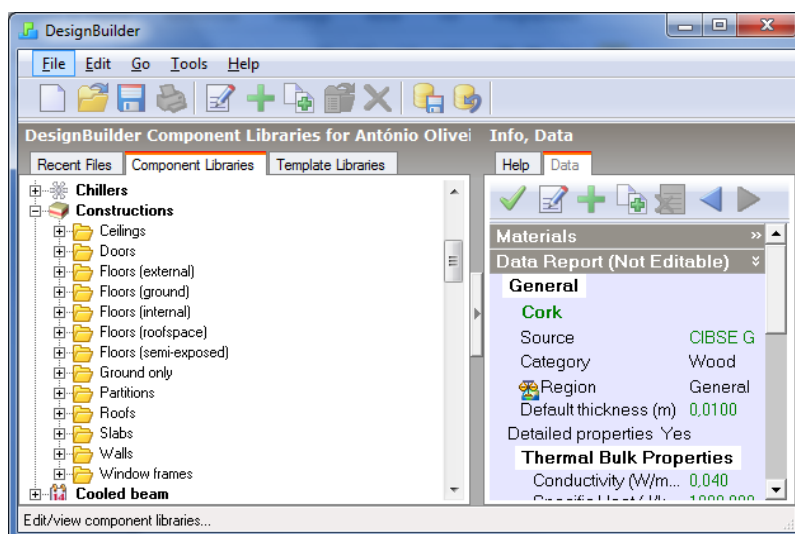 DesignBuilder
File Edit Go Tools Help
DesignBuilder Component Libraries for António Olivei
Info, Data
Recent Files Component Libraries Template Libraries
Help Data
Chillers
Constructions
Ceilings
Doors
Floors (external)
Floors (ground)
Floors (internal)
Floors (roofspace)
Floors (semi-exposed)
Ground only
Partitions
Roofs
Slabs
Walls
Window frames
Cooled beam
Materials
Data Report (Not Editable)
General
Cork
Source CIBSE G
Category Wood
Region General
Default thickness (m) 0,0100
Detailed properties Yes
Thermal Bulk Properties
Conductivity (W/m... 0,040
Edit/view component libraries...